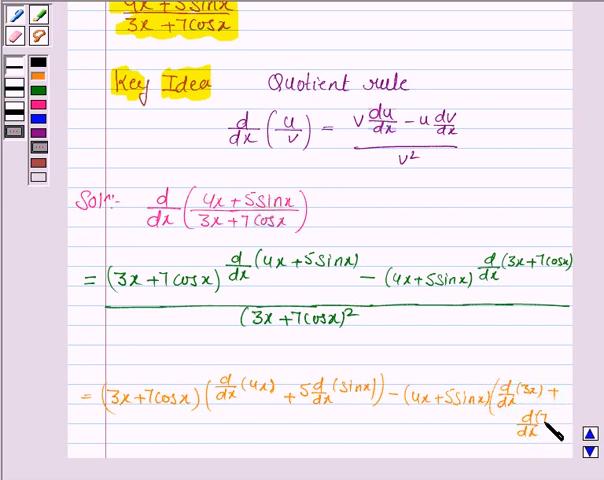 4x + 5sinx
3x + 7cosx
Key Idea Quotient rule
d/dx (u/v) = (v du/dx - u dv/dx) / v²
Solⁿ:- d/dx ((4x + 5sinx)/(3x + 7cosx))
= (3x + 7cosx) d/dx (4x + 5sinx) - (4x + 5sinx) d/dx (3x + 7cosx)
(3x + 7cosx)²
= (3x + 7cosx) (d/dx (4x) + 5 d/dx (sinx)) - (4x + 5sinx) (d/dx (3x) +
d/dx (7